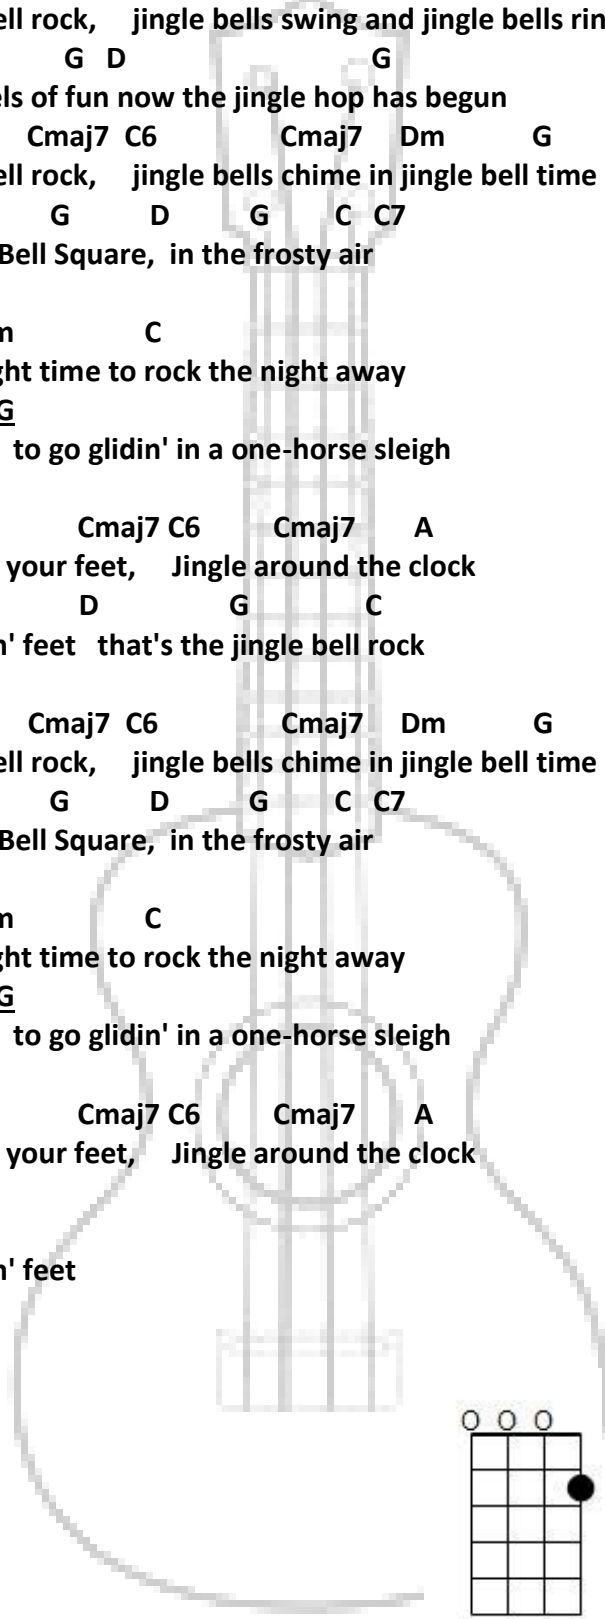 ell rock, jingle bells swing and jingle bells rin
G D G
els of fun now the jingle hop has begun
Cmaj7 C6 Cmaj7 Dm G
ell rock, jingle bells chime in jingle bell time
G D G C C7
Bell Square, in the frosty air
m C
ght time to rock the night away
G
to go glidin' in a one-horse sleigh
Cmaj7 C6 Cmaj7 A
your feet, Jingle around the clock
D G C
n' feet that's the jingle bell rock
Cmaj7 C6 Cmaj7 Dm G
ell rock, jingle bells chime in jingle bell time
G D G C C7
Bell Square, in the frosty air
m C
ght time to rock the night away
G
to go glidin' in a one-horse sleigh
Cmaj7 C6 Cmaj7 A
your feet, Jingle around the clock
n' feet